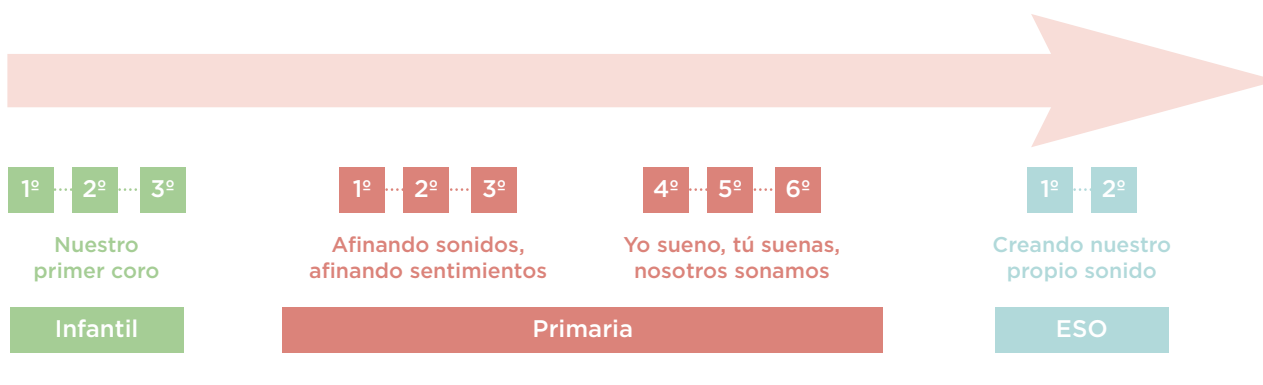 1º 2º 3º
Nuestro
primer coro
Infantil
1º 2º 3º
Afinando sonidos,
afinando sentimientos
4º 5º 6º
Yo sueno, tú suenas,
nosotros sonamos
Primaria
1º 2º
Creando nuestro
propio sonido
ESO